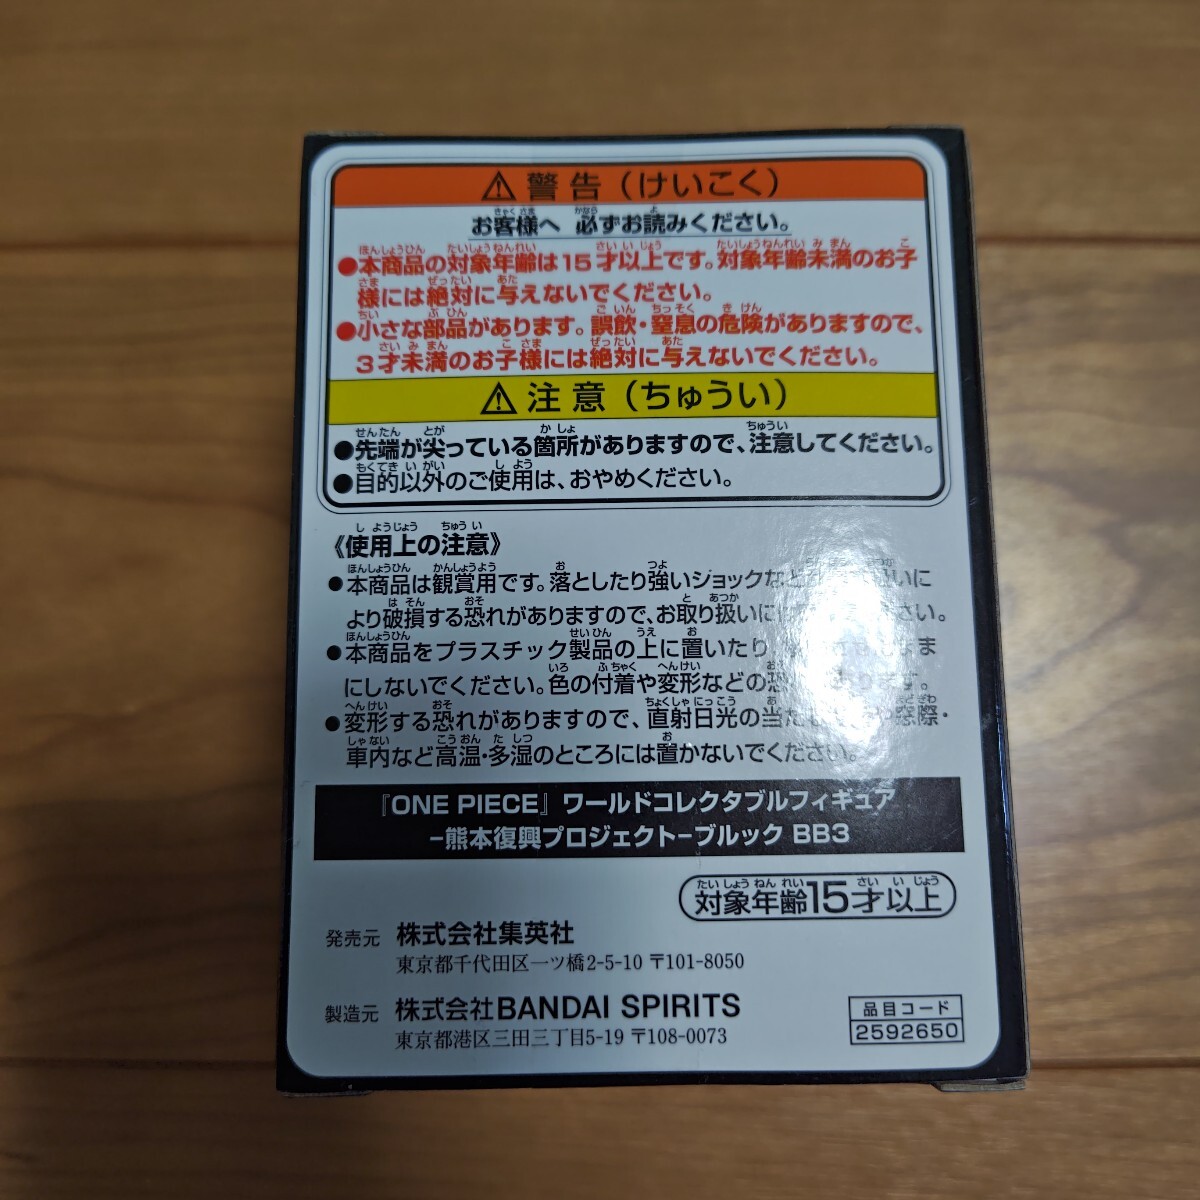 ⚠警告(けいこく)
お客様へ 必ずお読みください。
●本商品の対象年齢は15才以上です。対象年齢未満のお子
様には絶対に与えないでください。
●小さな部品があります。誤飲・窒息の危険がありますので、
3才未満のお子様には絶対に与えないでください。
⚠注意(ちゅうい)
●先端が尖っている箇所がありますので、注意してください。
●目的以外のご使用は、おやめください。
《使用上の注意》
●本商品は観賞用です。落としたり強いショックなど
より破損する恐れがありますので、お取り扱いに
●本商品をプラスチック製品の上に置いたり
にしないでください。色の付着や変形などの恐
●変形する恐れがありますので、直射日光の当た
車内など高温・多湿のところには置かないでください。
『ONE PIECE』ワールドコレクタブルフィギュア
-熊本復興プロジェクト-ブルック BB3
対象年齢15才以上
発売元 株式会社集英社
東京都千代田区一ツ橋2-5-10 〒101-8050
製造元 株式会社BANDAI SPIRITS
東京都港区三田三丁目5-19 〒108-0073
品目コード
2592650